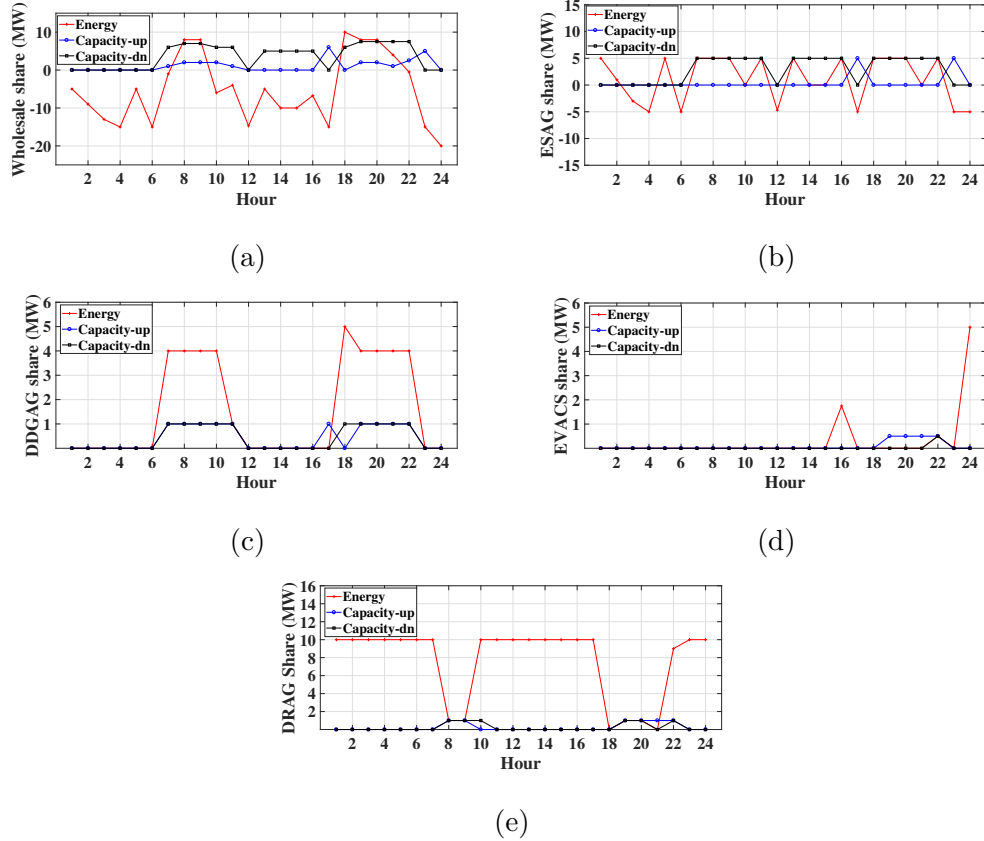 Wholesale share (MW)
10
0
-10
-20
Energy
Capacity-up
Capacity-dn
2 4 6 8 10 12 14 16 18 20 22 24
Hour
(a)
ESAG share (MW)
15
10
5
0
-5
-10
-15
Energy
Capacity-up
Capacity-dn
2 4 6 8 10 12 14 16 18 20 22 24
Hour
(b)
DDGAG share (MW)
6
5
4
3
2
1
Energy
Capacity-up
Capacity-dn
2 4 6 8 10 12 14 16 18 20 22 24
Hour
(c)
EVACS share (MW)
6
5
4
3
2
1
Energy
Capacity-up
Capacity-dn
2 4 6 8 10 12 14 16 18 20 22 24
Hour
(d)
DRAG Share (MW)
16
14
12
10
8
6
4
2
Energy
Capacity-up
Capacity-dn
2 4 6 8 10 12 14 16 18 20 22 24
Hour
(e)